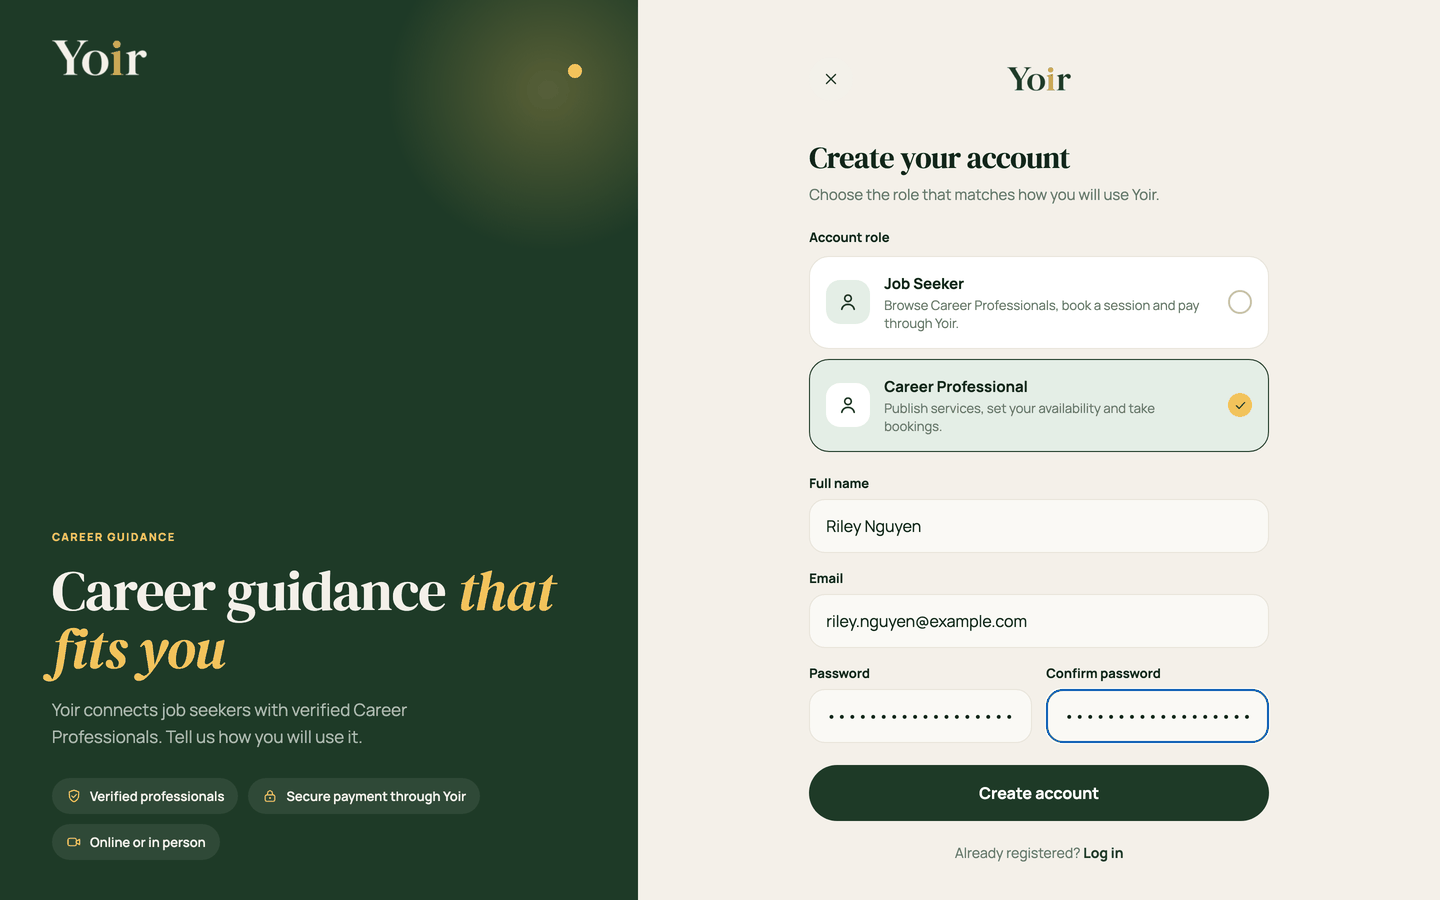 Yoir
CAREER GUIDANCE
Career guidance that
fits you
Yoir connects job seekers with verified Career
Professionals. Tell us how you will use it.
Verified professionals
Secure payment through Yoir
Online or in person
Yoir
Create your account
Choose the role that matches how you will use Yoir.
Account role
Job Seeker
Browse Career Professionals, book a session and pay
through Yoir.
Career Professional
Publish services, set your availability and take
bookings.
Full name
Riley Nguyen
Email
riley.nguyen@example.com
Password
Confirm password
Create account
Already registered? Log in